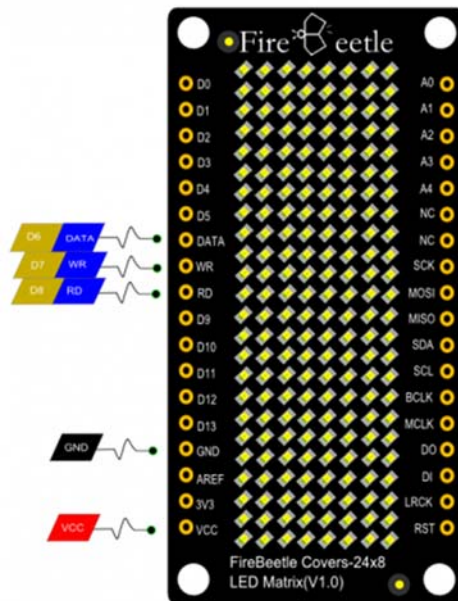 Fire eetle
D0 A0
D1 A1
D2 A2
D3 A3
D4 A4
D5 NC
D6 DATA DATA NC
D7 WR WR SCK
D8 RD RD MOSI
D9 MISO
D10 SDA
D11 SCL
D12 BCLK
D13 MCLK
GND GND DO
AREF DI
3V3 LRCK
VCC VCC RST
FireBeetle Covers-24x8
LED Matrix(V1.0)